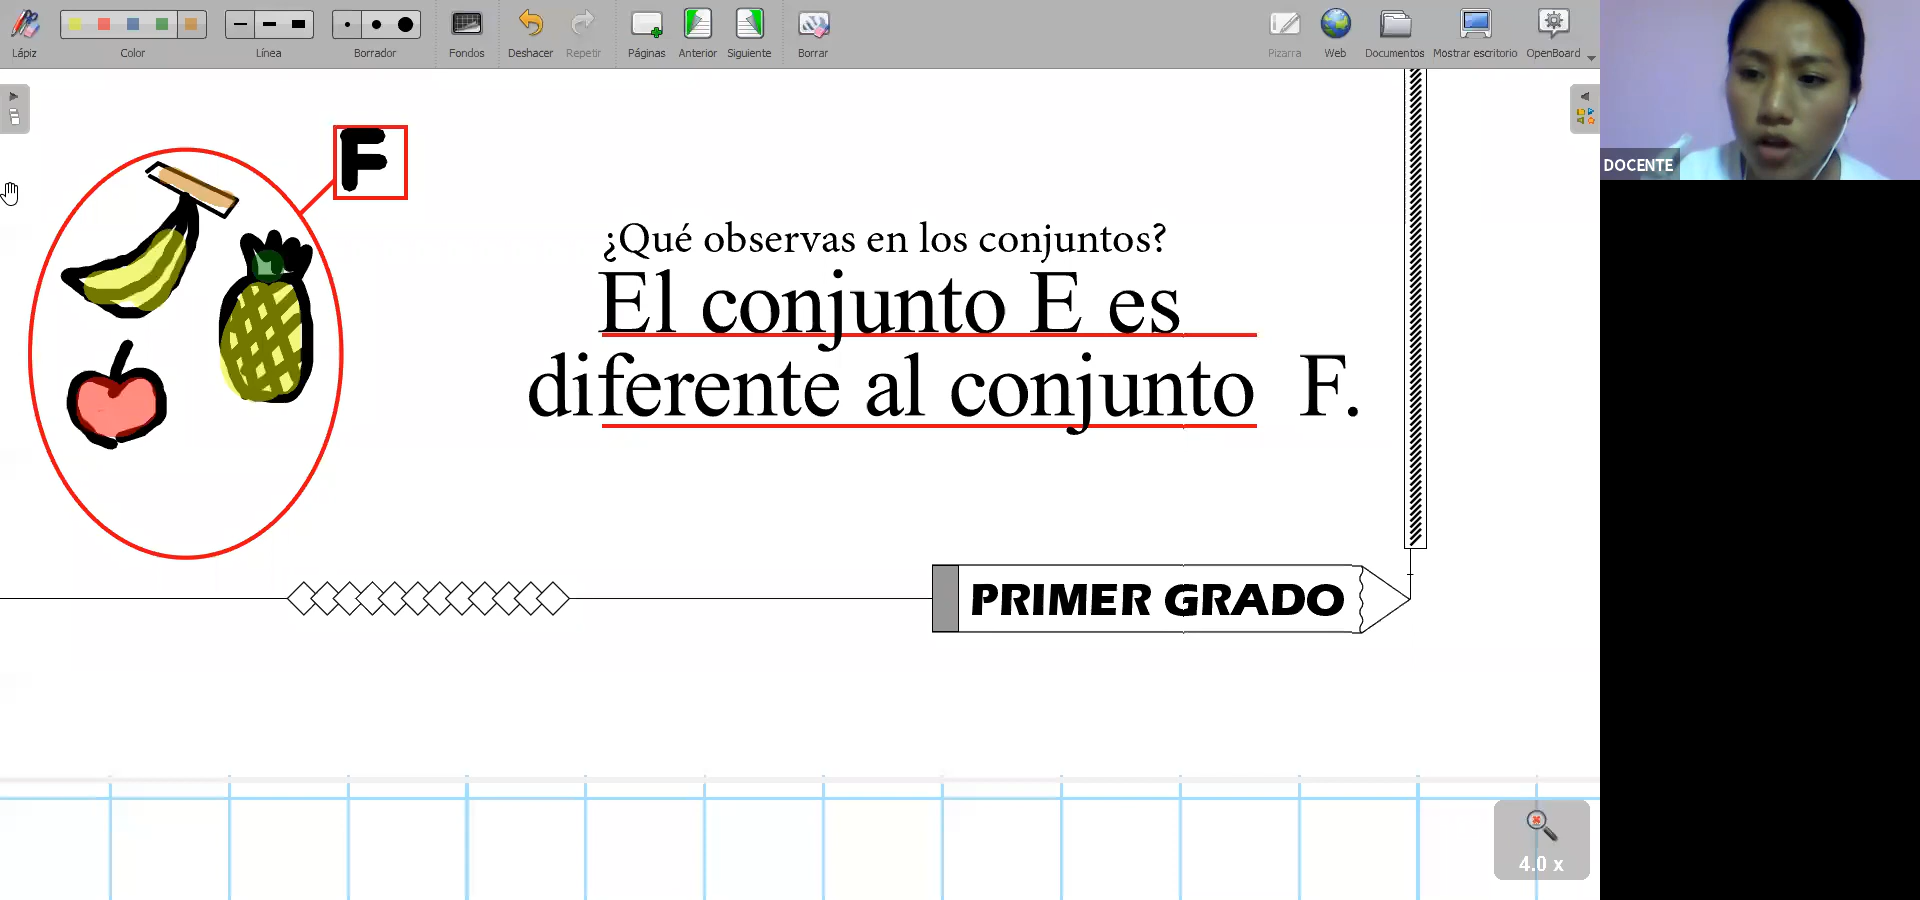 Lápiz Color Línea Borrador Fondos Deshacer Repetir Páginas Anterior Siguiente Borrar Pizarra Web Documentos Mostrar escritorio OpenBoard
DOCENTE
F
¿Qué observas en los conjuntos?
El conjunto E es
diferente al conjunto F.
PRIMER GRADO
4.0 x